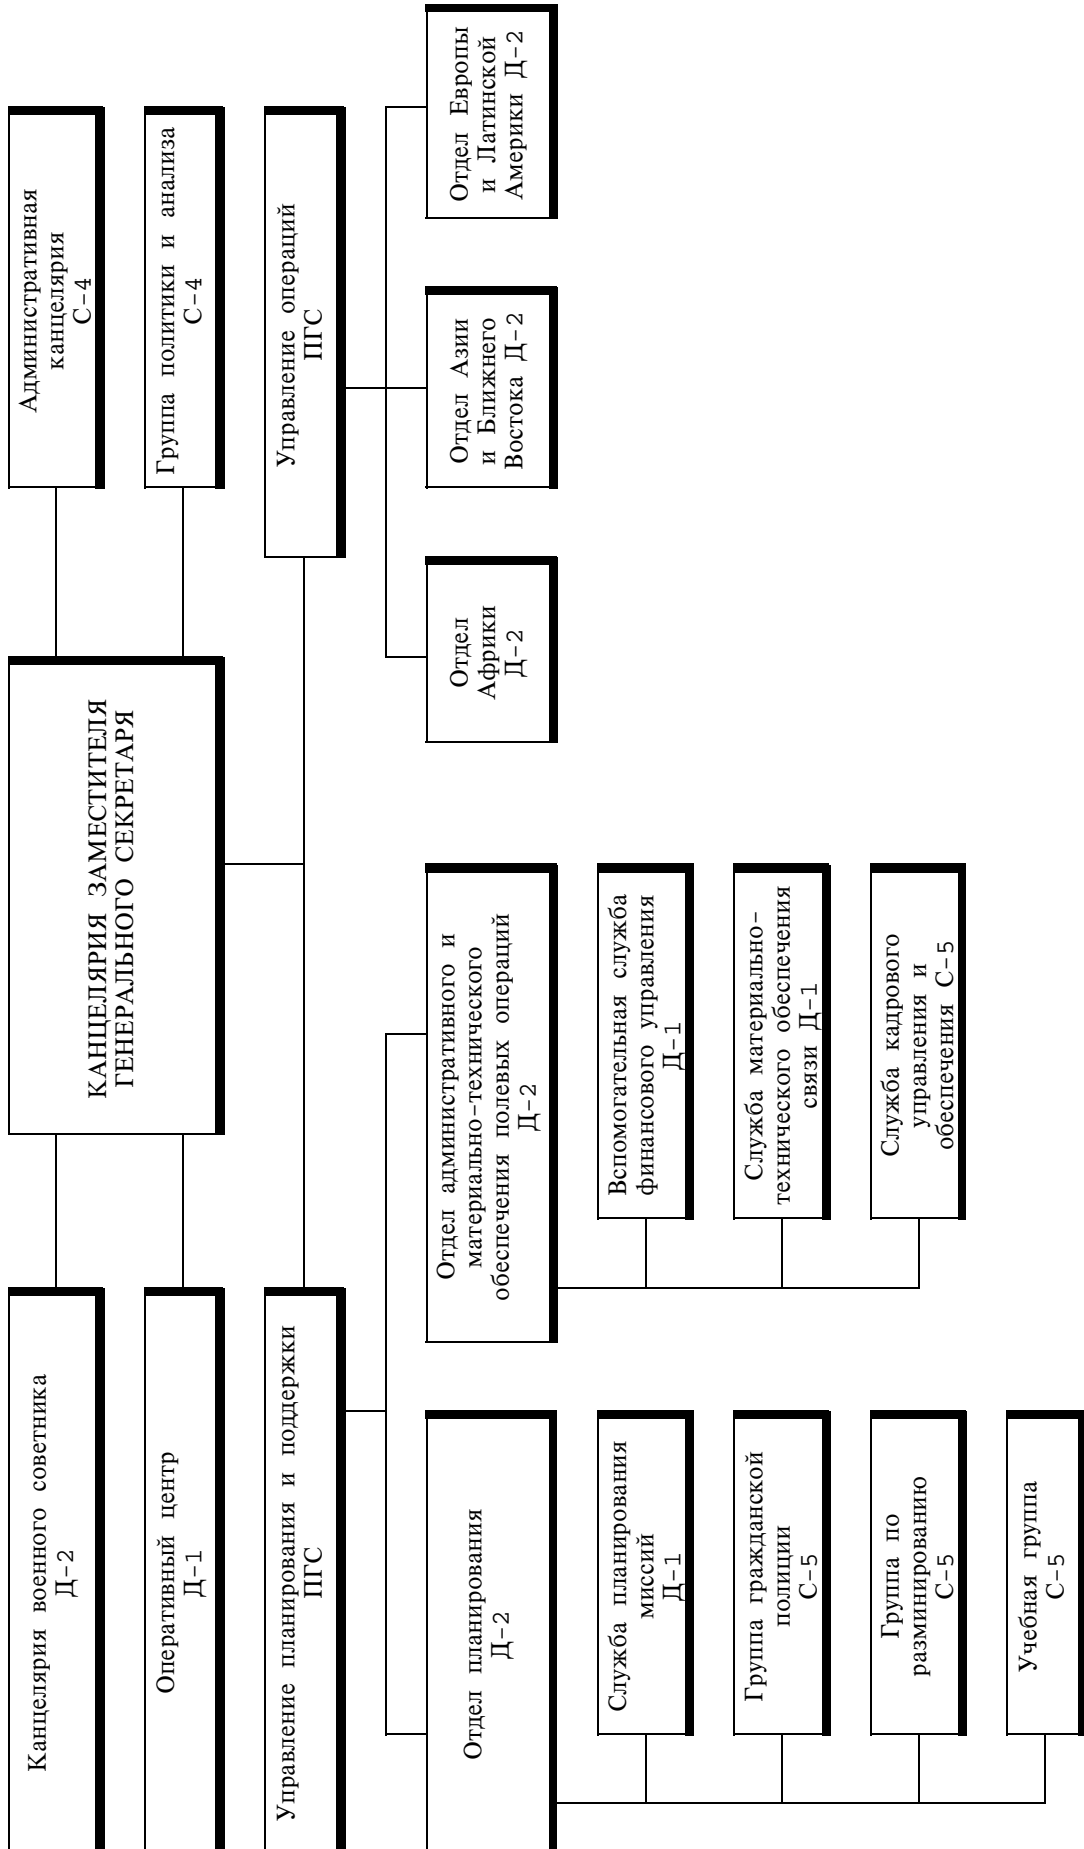 КАНЦЕЛЯРИЯ ЗАМЕСТИТЕЛЯ
ГЕНЕРАЛЬНОГО СЕКРЕТАРЯ
Канцелярия военного советника
Д-2
Административная
канцелярия
С-4
Оперативный центр
Д-1
Группа политики и анализа
С-4
Управление планирования и поддержки
ПГС
Управление операций
ПГС
Отдел планирования
Д-2
Отдел административного и
материально-технического
обеспечения полевых операций
Д-2
Отдел
Африки
Д-2
Отдел Азии
и Ближнего
Востока Д-2
Отдел Европы
и Латинской
Америки Д-2
Служба планирования
миссий
Д-1
Вспомогательная служба
финансового управления
Д-1
Группа гражданской
полиции
С-5
Служба материально-
технического обеспечения
связи Д-1
Группа по
разминированию
С-5
Служба кадрового
управления и
обеспечения С-5
Учебная группа
С-5